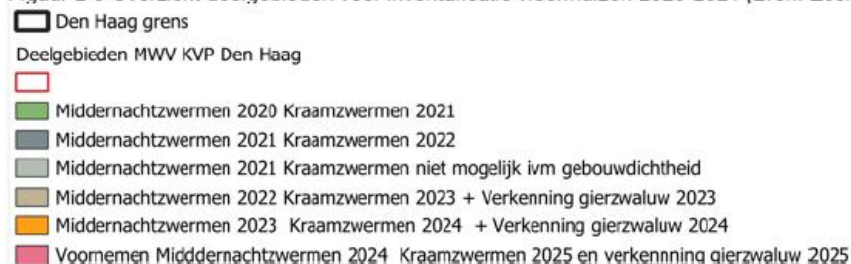 Den Haag grens
Deelgebieden MWV KVP Den Haag
Middernachtzwermen 2020 Kraamzwermen 2021
Middernachtzwermen 2021 Kraamzwermen 2022
Middernachtzwermen 2021 Kraamzwermen niet mogelijk ivm gebouwdichtheid
Middernachtzwermen 2022 Kraamzwermen 2023 + Verkenning gierzwaluw 2023
Middernachtzwermen 2023 Kraamzwermen 2024 + Verkenning gierzwaluw 2024
Voornemen Midddernachtzwermen 2024 Kraamzwermen 2025 en verkennning gierzwaluw 2025